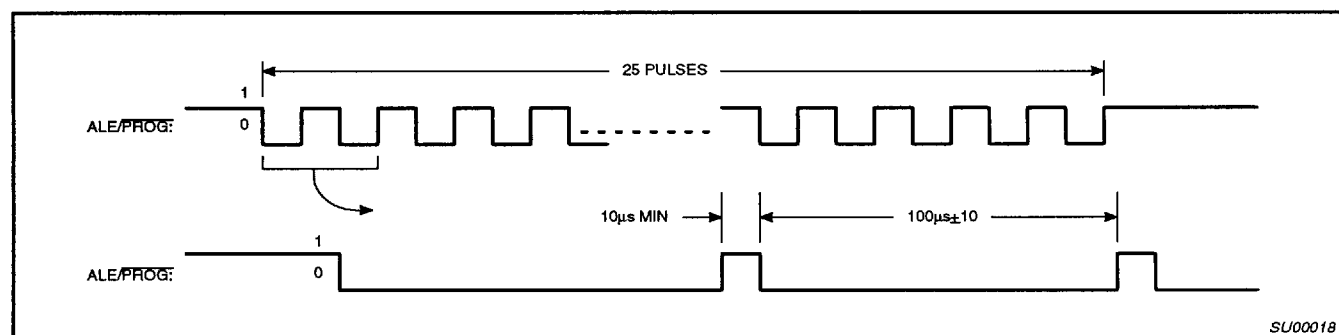 25 PULSES
1
0
ALE/PROG:
10µs MIN
100µs±10
1
0
ALE/PROG:
SU00018